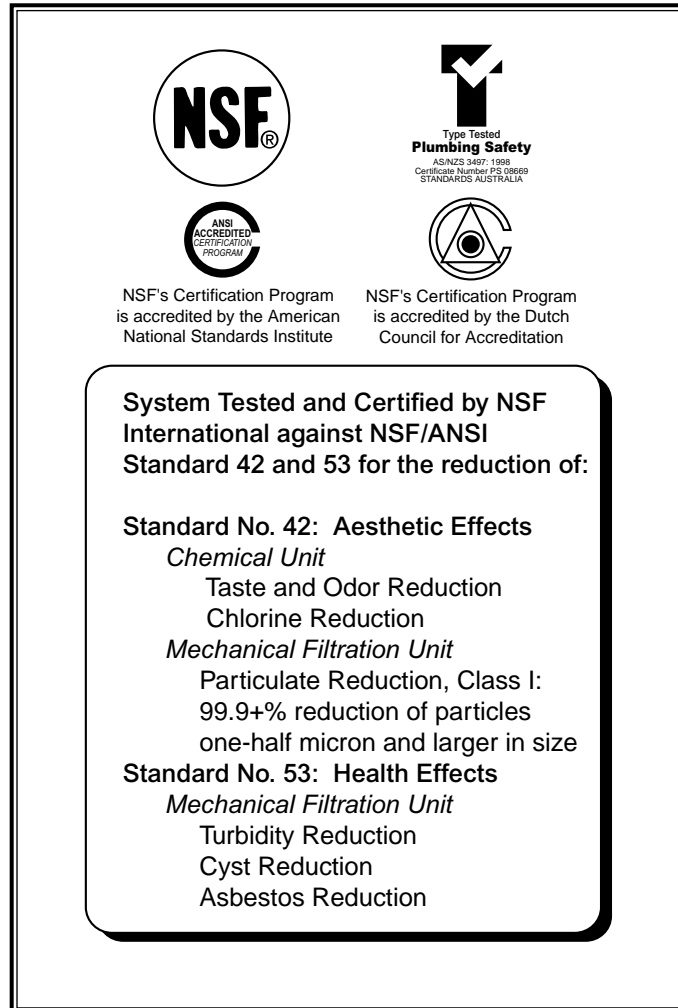 NSF®
Type Tested
Plumbing Safety
AS/NZS 3497: 1998
Certificate Number PS 08669
STANDARDS AUSTRALIA
ANSI
ACCREDITED
CERTIFICATION
PROGRAM
NSF's Certification Program
is accredited by the American
National Standards Institute
NSF's Certification Program
is accredited by the Dutch
Council for Accreditation
System Tested and Certified by NSF
International against NSF/ANSI
Standard 42 and 53 for the reduction of:
Standard No. 42: Aesthetic Effects
Chemical Unit
Taste and Odor Reduction
Chlorine Reduction
Mechanical Filtration Unit
Particulate Reduction, Class I:
99.9+% reduction of particles
one-half micron and larger in size
Standard No. 53: Health Effects
Mechanical Filtration Unit
Turbidity Reduction
Cyst Reduction
Asbestos Reduction